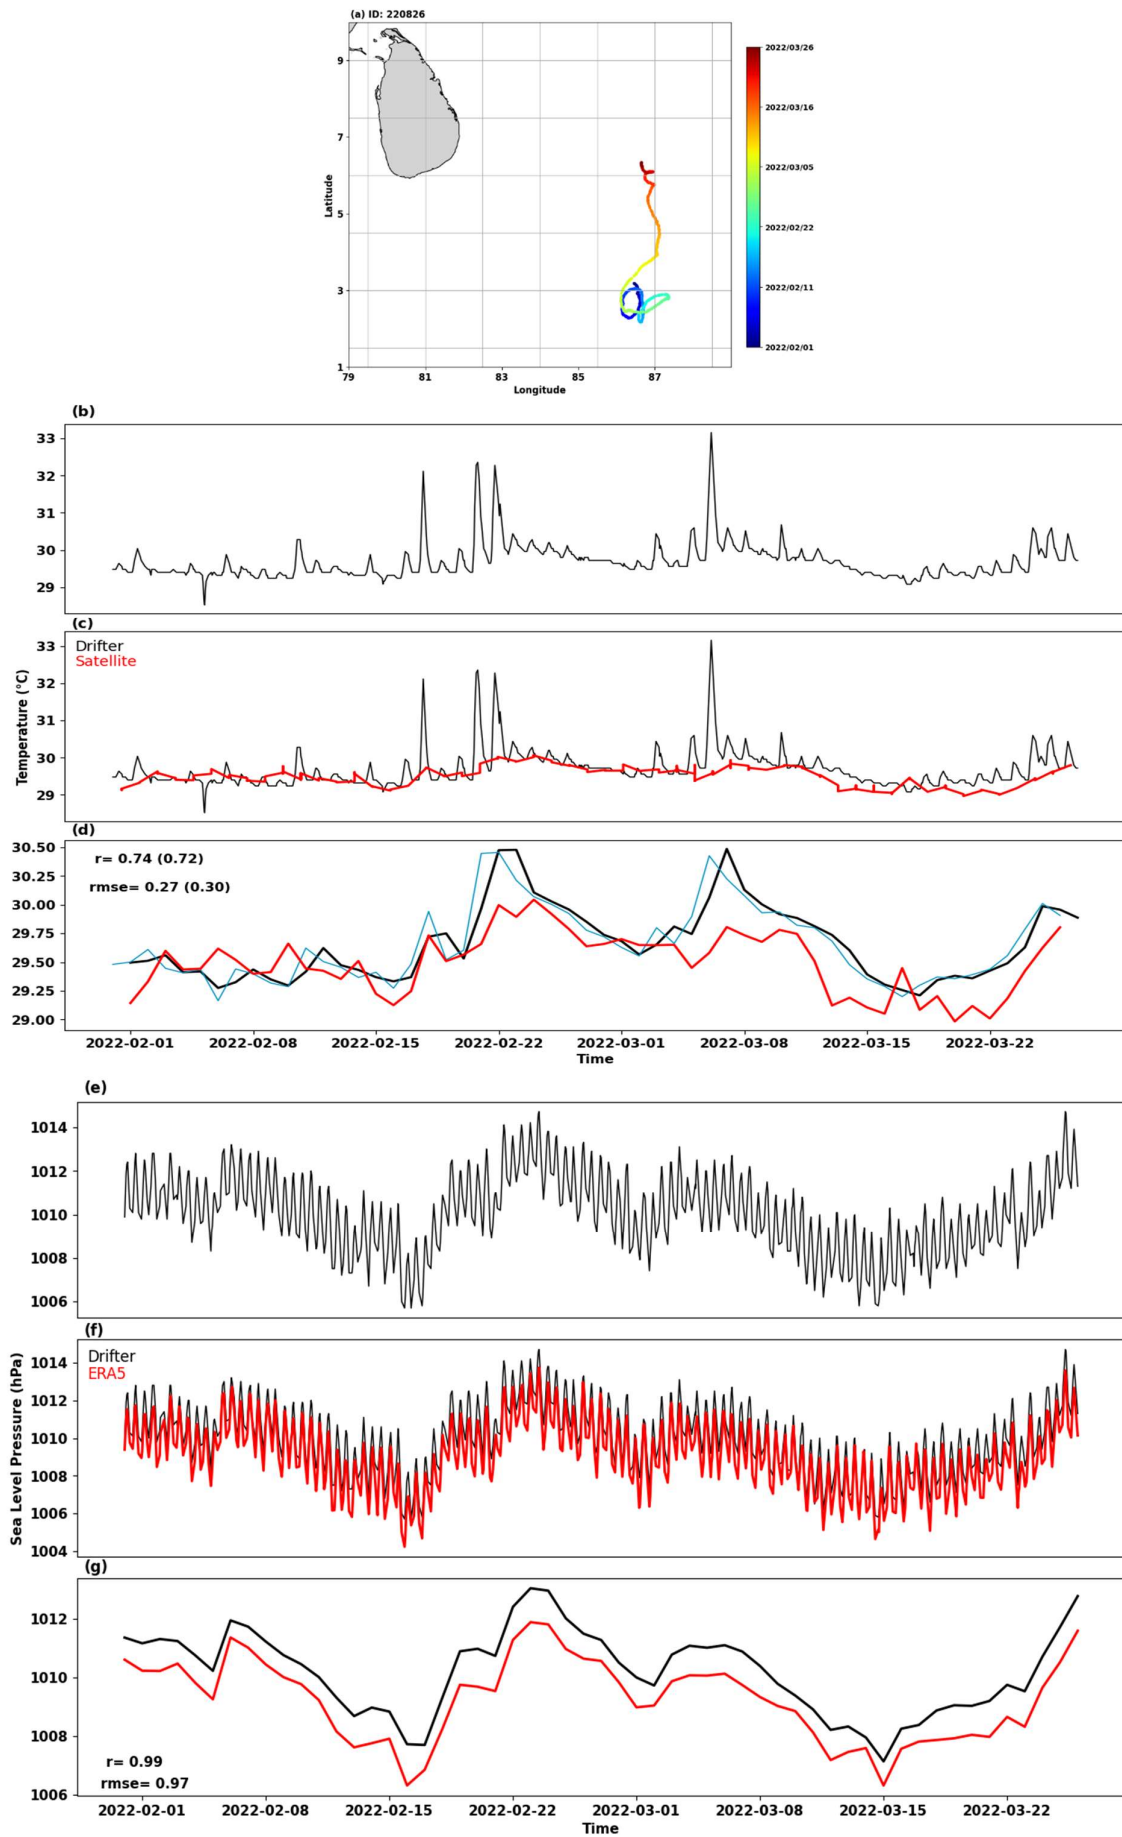 (a) ID: 220826
9
7
5
3
1
Latitude
79 81 83 85 87
Longitude
2022/03/26
2022/03/16
2022/03/05
2022/02/22
2022/02/11
2022/02/01
(b)
33
32
31
30
29
(c)
Drifter
Satellite
33
32
31
30
29
Temperature (°C)
(d)
r= 0.74 (0.72)
rmse= 0.27 (0.30)
30.50
30.25
30.00
29.75
29.50
29.25
29.00
2022-02-01 2022-02-08 2022-02-15 2022-02-22 2022-03-01 2022-03-08 2022-03-15 2022-03-22
Time
(e)
1014
1012
1010
1008
1006
(f)
Drifter
ERA5
1014
1012
1010
1008
1006
1004
Sea Level Pressure (hPa)
(g)
1012
1010
1008
1006
r= 0.99
rmse= 0.97
2022-02-01 2022-02-08 2022-02-15 2022-02-22 2022-03-01 2022-03-08 2022-03-15 2022-03-22
Time